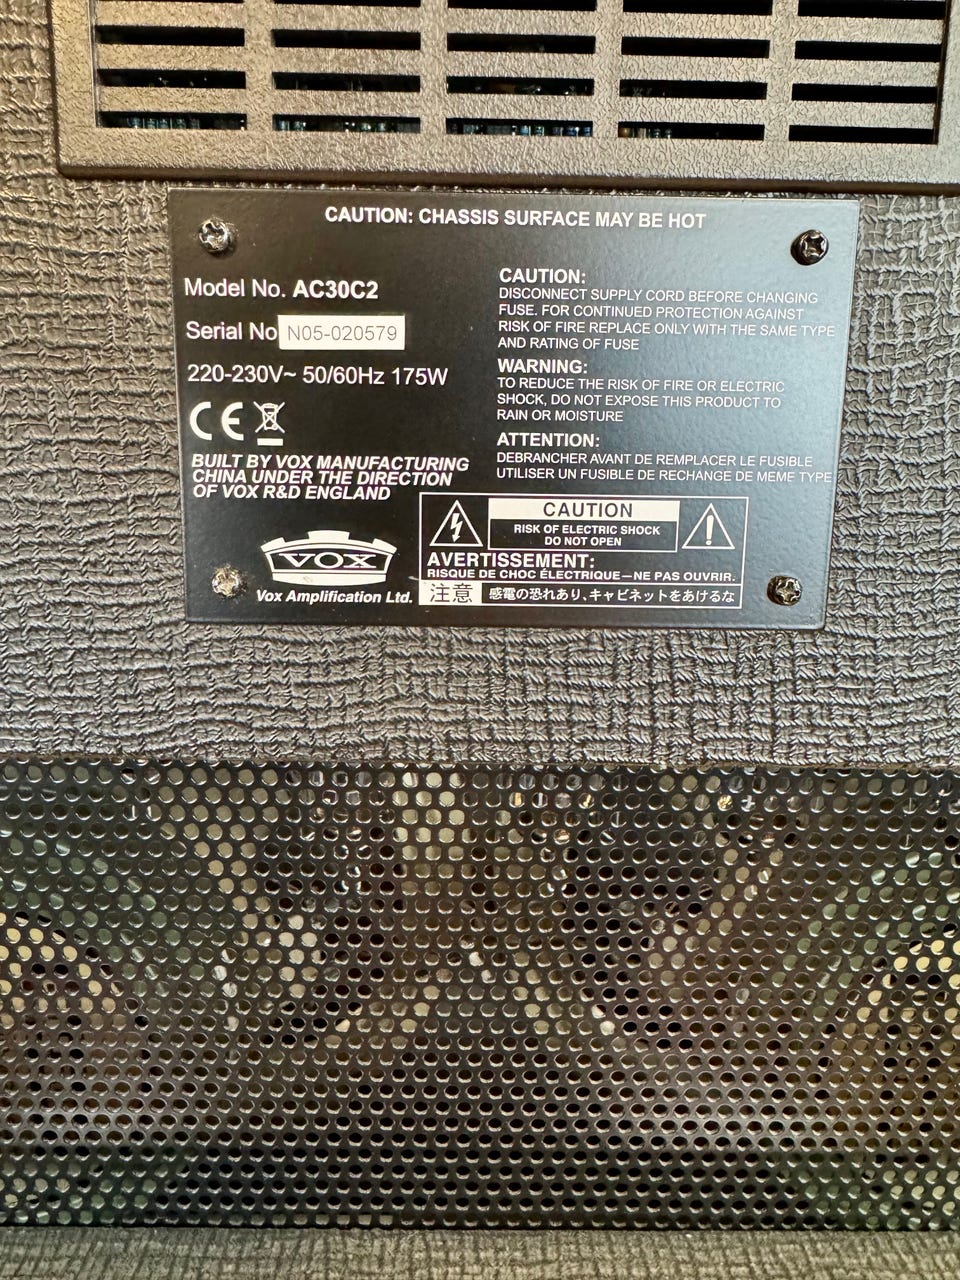 CAUTION: CHASSIS SURFACE MAY BE HOT
Model No. AC30C2
Serial No N05-020579
220-230V~ 50/60Hz 175W
CE
BUILT BY VOX MANUFACTURING
CHINA UNDER THE DIRECTION
OF VOX R&D ENGLAND
VOX
Vox Amplification Ltd.
CAUTION:
DISCONNECT SUPPLY CORD BEFORE CHANGING
FUSE. FOR CONTINUED PROTECTION AGAINST
RISK OF FIRE REPLACE ONLY WITH THE SAME TYPE
AND RATING OF FUSE
WARNING:
TO REDUCE THE RISK OF FIRE OR ELECTRIC
SHOCK, DO NOT EXPOSE THIS PRODUCT TO
RAIN OR MOISTURE
ATTENTION:
DEBRANCHER AVANT DE REMPLACER LE FUSIBLE
UTILISER UN FUSIBLE DE RECHANGE DE MEME TYPE
CAUTION
RISK OF ELECTRIC SHOCK
DO NOT OPEN
AVERTISSEMENT:
RISQUE DE CHOC ÉLECTRIQUE—NE PAS OUVRIR.
注意 感電の恐れあり、キャビネットをあけるな